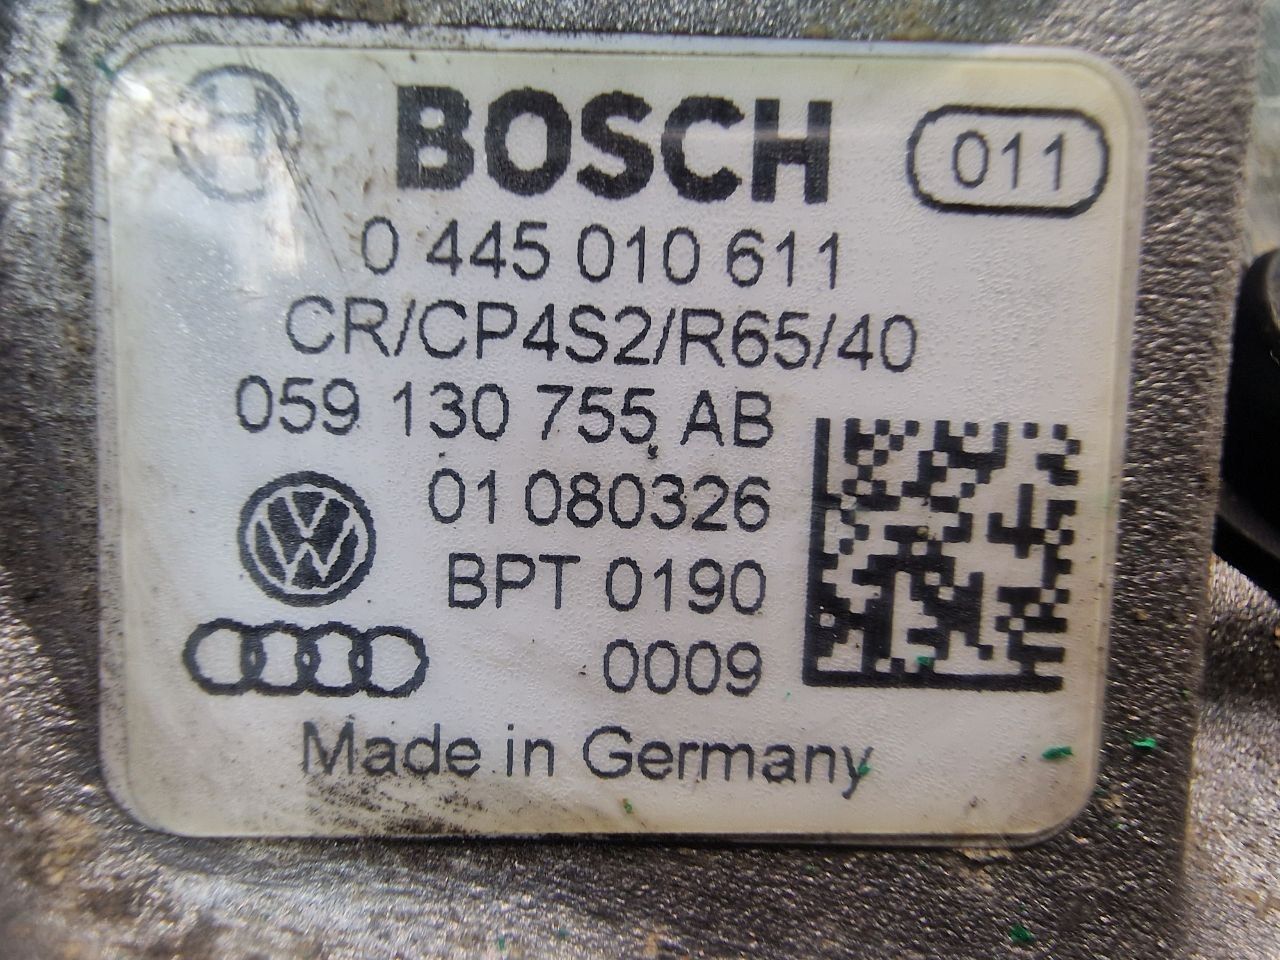 BOSCH
011
0 445 010 611
CR/CP4S2/R65/40
059 130 755 AB
01 080326
BPT 0190
0009
Made in Germany